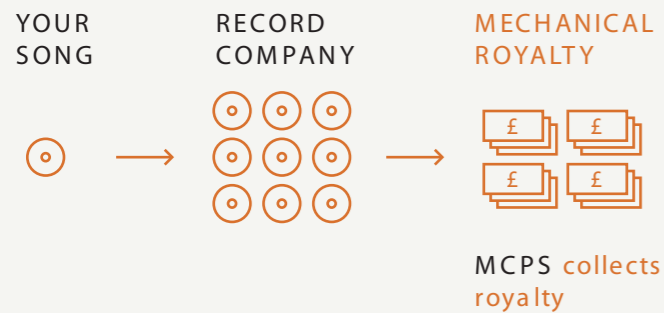 YOUR
SONG
RECORD
COMPANY
MECHANICAL
ROYALTY
£
£
£
£
MCPS collects
royalty